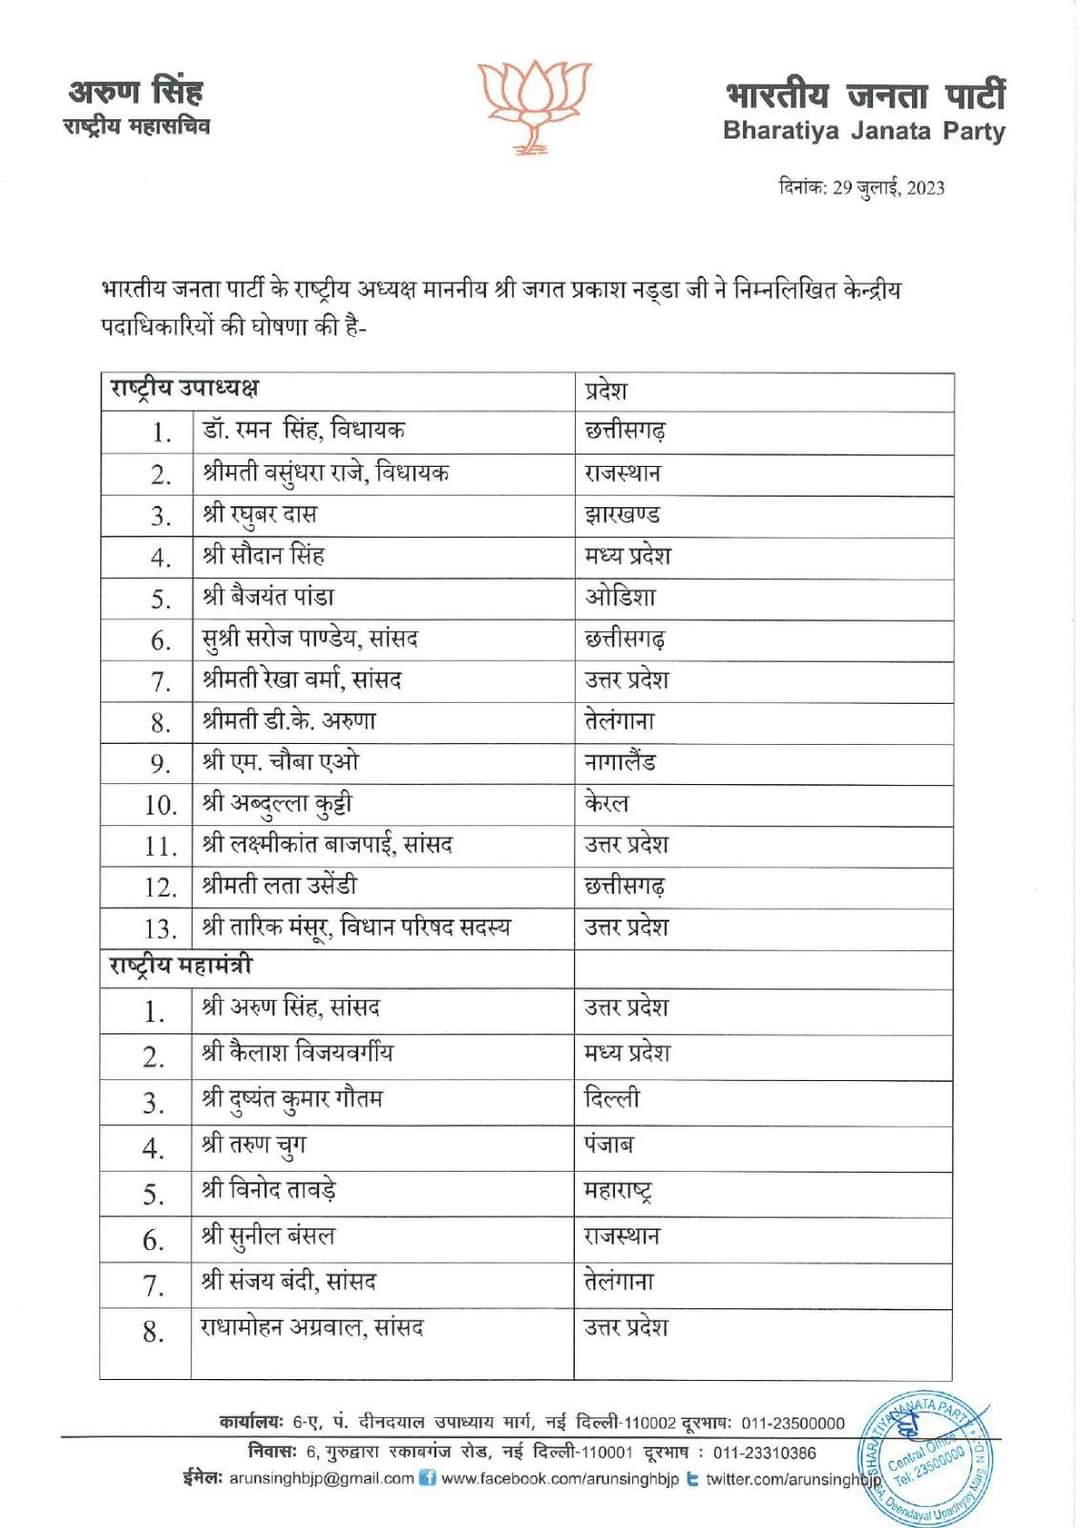 अरुण सिंह
राष्ट्रीय महासचिव
भारतीय जनता पार्टी
Bharatiya Janata Party
दिनांक: 29 जुलाई, 2023
भारतीय जनता पार्टी के राष्ट्रीय अध्यक्ष माननीय श्री जगत प्रकाश नड्डा जी ने निम्नलिखित केन्द्रीय
पदाधिकारियों की घोषणा की है-
राष्ट्रीय उपाध्यक्ष प्रदेश
1. डॉ. रमन सिंह, विधायक छत्तीसगढ़
2. श्रीमती वसुंधरा राजे, विधायक राजस्थान
3. श्री रघुबर दास झारखण्ड
4. श्री सौदान सिंह मध्य प्रदेश
5. श्री बैजयंत पांडा ओडिशा
6. सुश्री सरोज पाण्डेय, सांसद छत्तीसगढ़
7. श्रीमती रेखा वर्मा, सांसद उत्तर प्रदेश
8. श्रीमती डी.के. अरुणा तेलंगाना
9. श्री एम. चौबा एओ नागालैंड
10. श्री अब्दुल्ला कुट्टी केरल
11. श्री लक्ष्मीकांत बाजपाई, सांसद उत्तर प्रदेश
12. श्रीमती लता उसेंडी छत्तीसगढ़
13. श्री तारिक मंसूर, विधान परिषद सदस्य उत्तर प्रदेश
राष्ट्रीय महामंत्री
1. श्री अरुण सिंह, सांसद उत्तर प्रदेश
2. श्री कैलाश विजयवर्गीय मध्य प्रदेश
3. श्री दुष्यंत कुमार गौतम दिल्ली
4. श्री तरुण चुग पंजाब
5. श्री विनोद तावड़े महाराष्ट्र
6. श्री सुनील बंसल राजस्थान
7. श्री संजय बंदी, सांसद तेलंगाना
8. राधामोहन अग्रवाल, सांसद उत्तर प्रदेश
कार्यालय: 6-ए, पं. दीनदयाल उपाध्याय मार्ग, नई दिल्ली-110002 दूरभाष: 011-23500000
निवास: 6, गुरुद्वारा रकाबगंज रोड, नई दिल्ली-110001 दूरभाष : 011-23310386
ईमेल: arunsinghbjp@gmail.com www.facebook.com/arunsinghbjp twitter.com/arunsinghbjp
BHARATIYA JANATA PARTY
Central Office
Tel: 23500000
6A, Deendayal Upadhyay Marg, N.D.